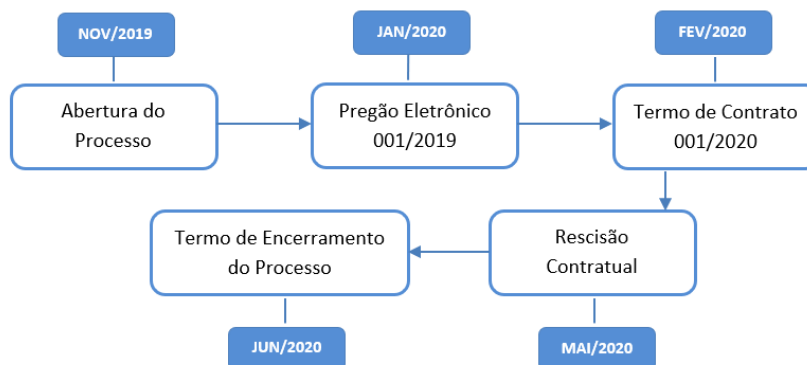 NOV/2019
JAN/2020
FEV/2020
Abertura do
Processo
Pregão Eletrônico
001/2019
Termo de Contrato
001/2020
Termo de Encerramento
do Processo
Rescisão
Contratual
JUN/2020
MAI/2020